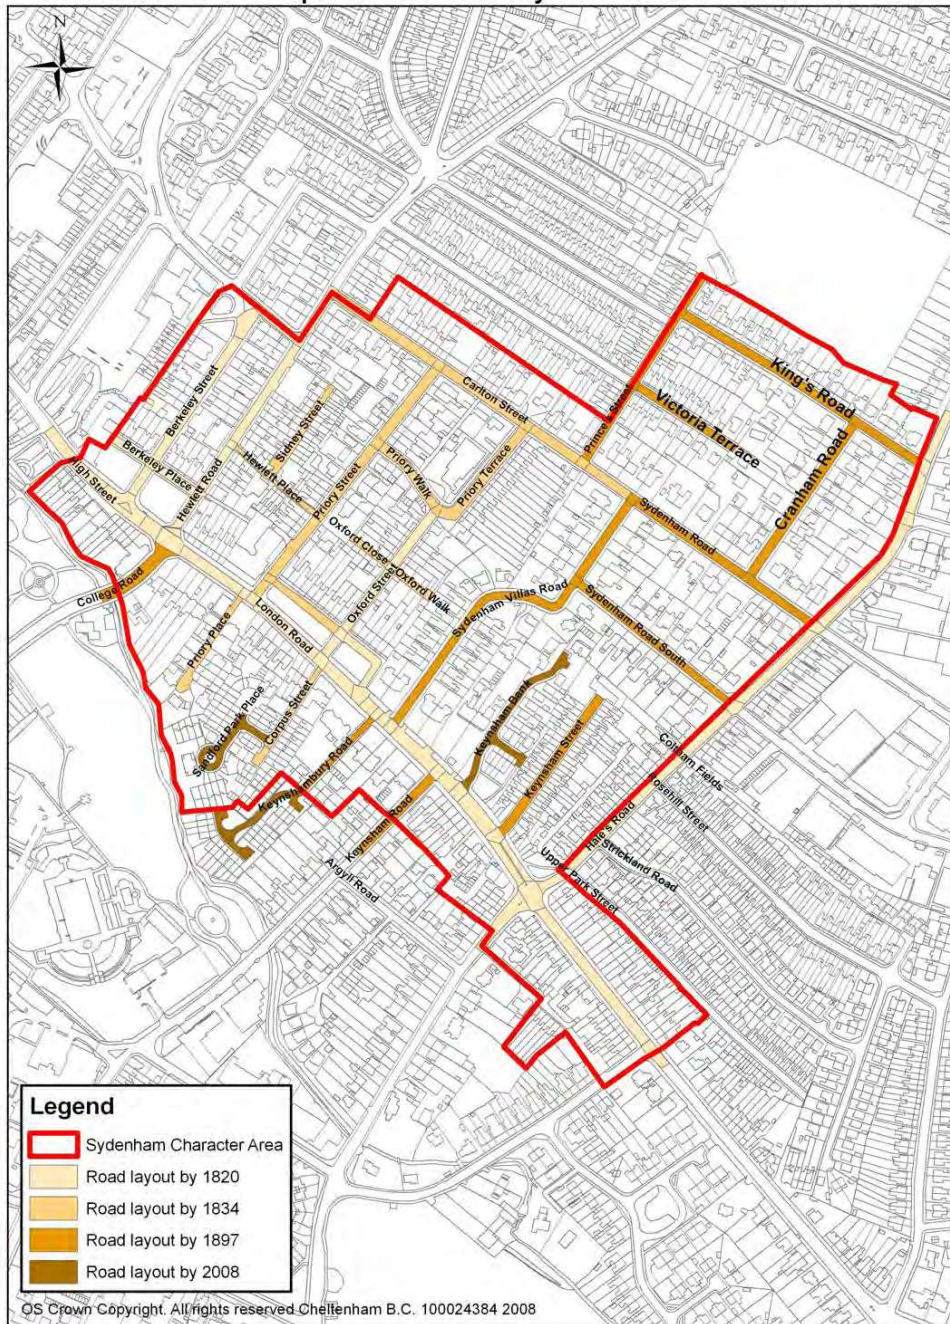 N
King's Road
Carlton Street
Prince's Street
Victoria Terrace
Berkeley Street
Sidney Street
Cranham Road
Berkeley Place
Hewlett Road
Hewlett Place
Priory Street
Priory Walk
Priory Terrace
High Street
Sydenham Road
Oxford Close
Oxford Walk
Oxford Street
College Road
Sydenham Villas Road
London Road
Priory Place
Sydenham Road South
Sandford Park Place
Corpus Street
Keynsham Bank
Keynshambury Road
Keynsham Street
Coltham Fields
Rosehill Street
Keynsham Road
Hale's Road
Strickland Road
Argyll Road
Upper Park Street
Legend
Sydenham Character Area
Road layout by 1820
Road layout by 1834
Road layout by 1897
Road layout by 2008
OS Crown Copyright. All rights reserved Cheltenham B.C. 100024384 2008